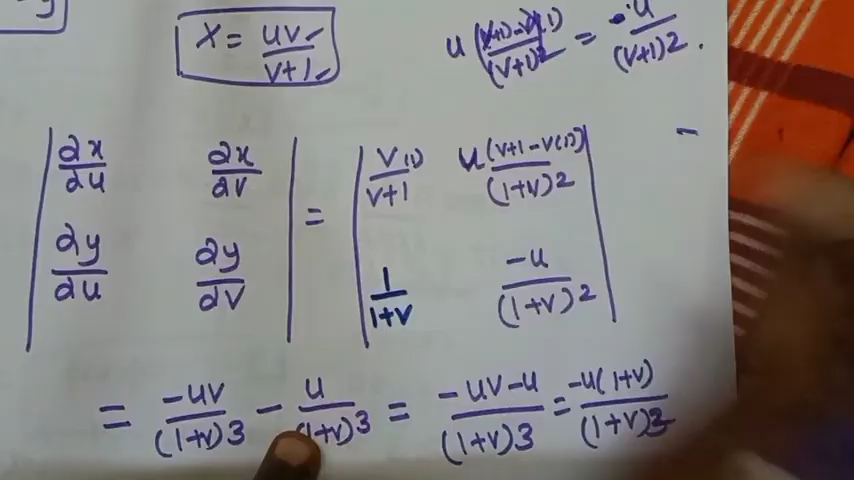 x = uv/v+1
u((v+1)-v(1))/(v+1)2 = u/(v+1)2 .
|∂x/∂u ∂x/∂v| = |v(1)/v+1 u(v+1-v(1))/(1+v)2| -
|∂y/∂u ∂y/∂v| |1/1+v -u/(1+v)2|
= -uv/(1+v)3 - u/(1+v)3 = -uv-u/(1+v)3 = -u(1+v)/(1+v)3